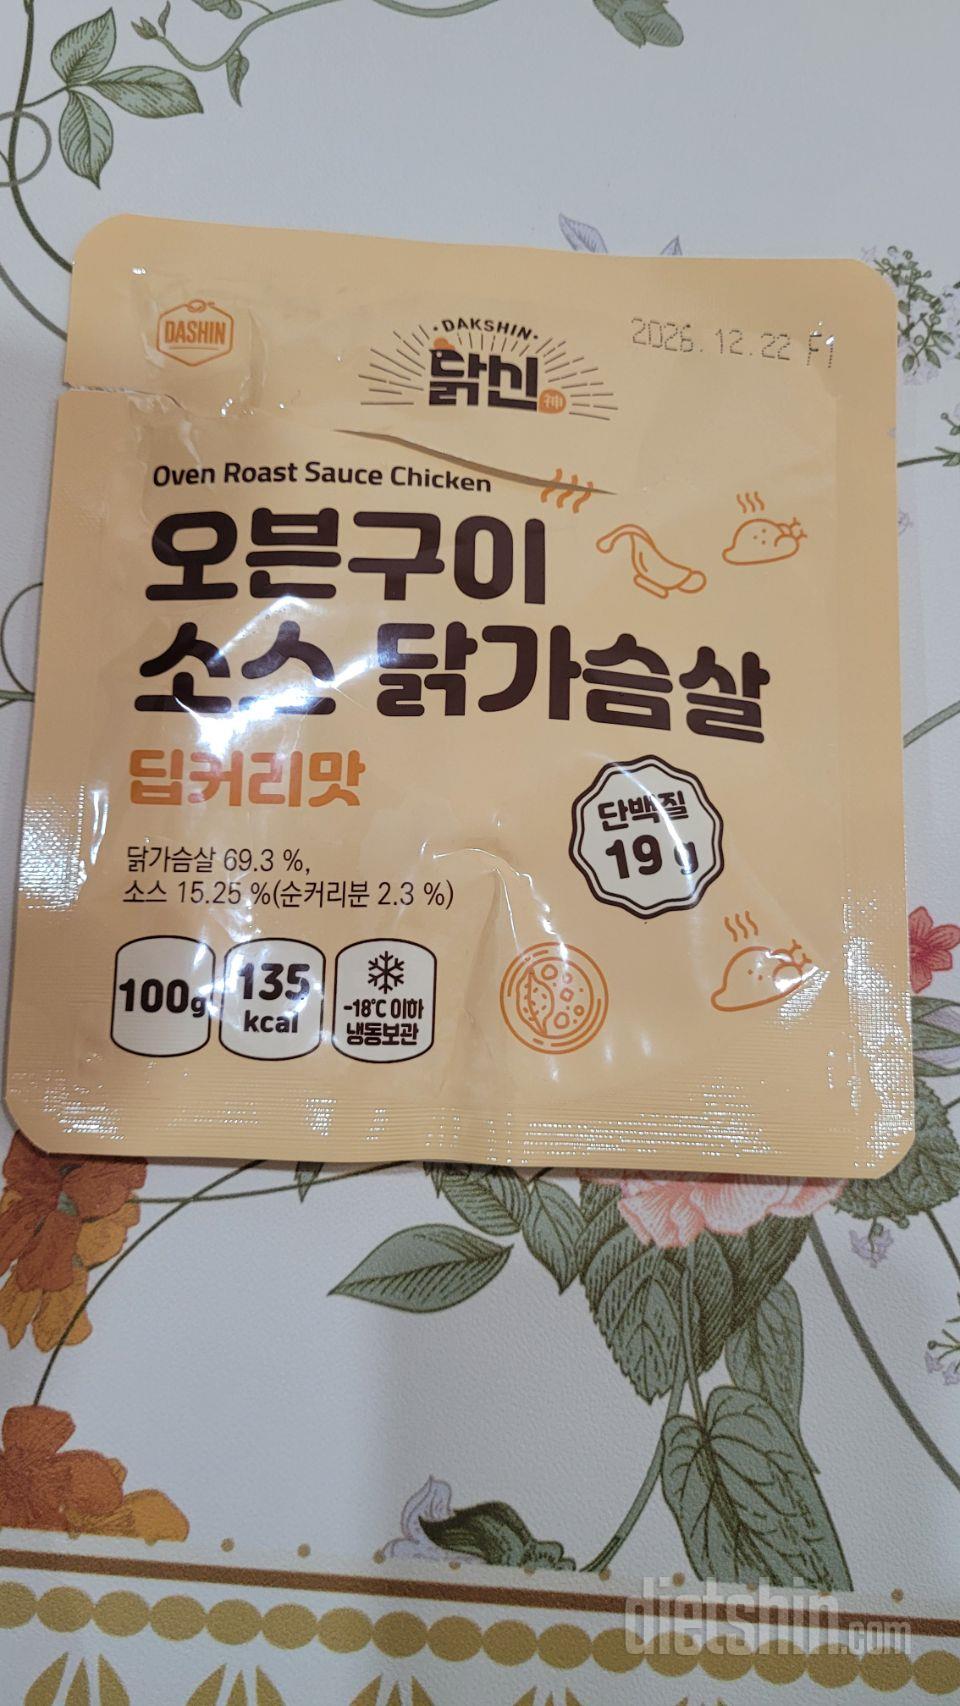 DASHIN
·DAKSHIN·
닭신
神
2026. 12. 22 F1
Oven Roast Sauce Chicken
오븐구이
소스 닭가슴살
딥커리맛
단백질
19 g
닭가슴살 69.3 %,
소스 15.25 %(순커리분 2.3 %)
100g
135
kcal
-18℃ 이하
냉동보관
dietshin.com